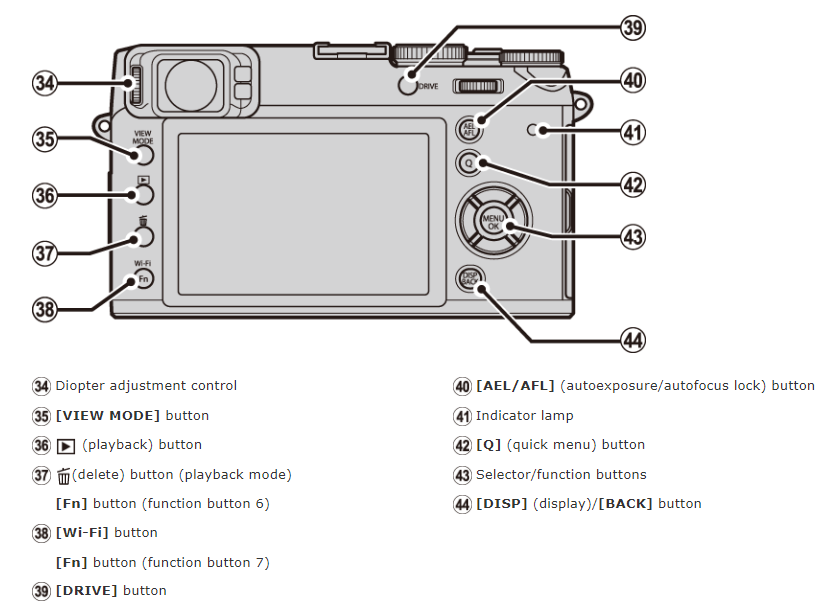 39
34
DRIVE
40
AEL
AFL
41
VIEW
MODE
35
Q
42
36
MENU
OK
43
37
Wi-Fi
Fn
DISP
BACK
38
44
34 Diopter adjustment control
35 [VIEW MODE] button
36 (playback) button
37 (delete) button (playback mode)
[Fn] button (function button 6)
38 [Wi-Fi] button
[Fn] button (function button 7)
39 [DRIVE] button
40 [AEL/AFL] (autoexposure/autofocus lock) button
41 Indicator lamp
42 [Q] (quick menu) button
43 Selector/function buttons
44 [DISP] (display)/[BACK] button